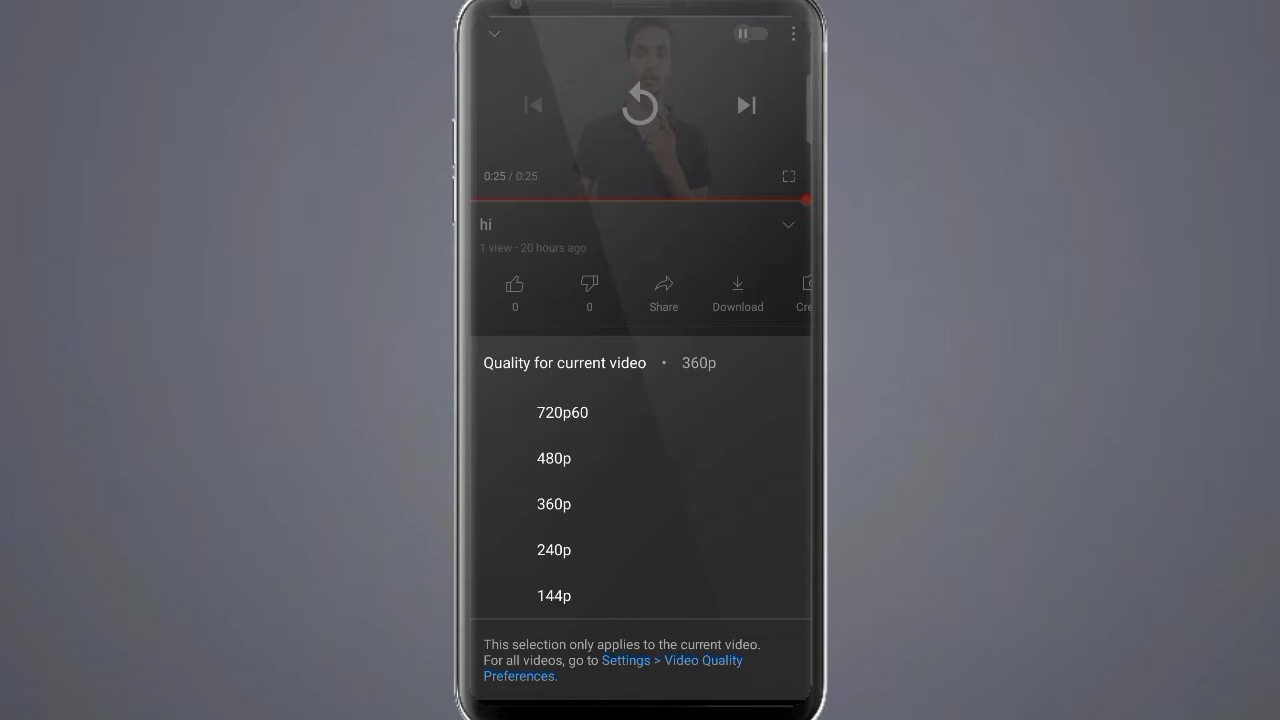 0:25 / 0:25
hi
1 view · 20 hours ago
0
0
Share
Download
Cre
Quality for current video • 360p
720p60
480p
360p
240p
144p
This selection only applies to the current video.
For all videos, go to Settings > Video Quality
Preferences.